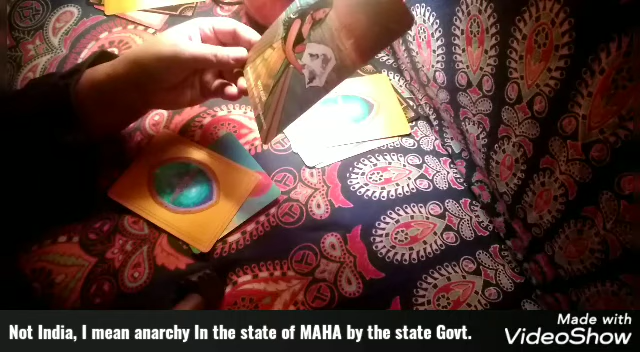 Not India, I mean anarchy In the state of MAHA by the state Govt.
Made with
VideoShow